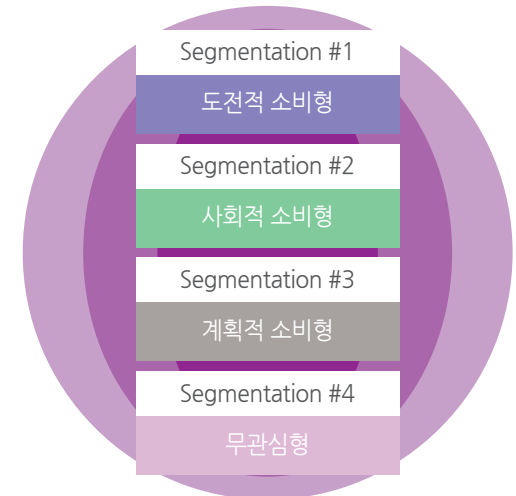 Segmentation #1
도전적 소비형
Segmentation #2
사회적 소비형
Segmentation #3
계획적 소비형
Segmentation #4
무관심형